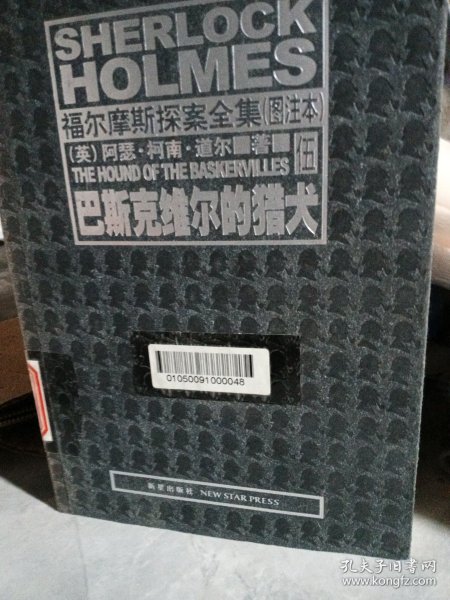 SHERLOCK
HOLMES
福尔摩斯探案全集(图注本)
(英)阿瑟·柯南·道尔■著■
THE HOUND OF THE BASKERVILLES
伍
巴斯克维尔的猎犬
01050091000048
新星出版社 NEW STAR PRESS
孔夫子旧书网
www.kongfz.com